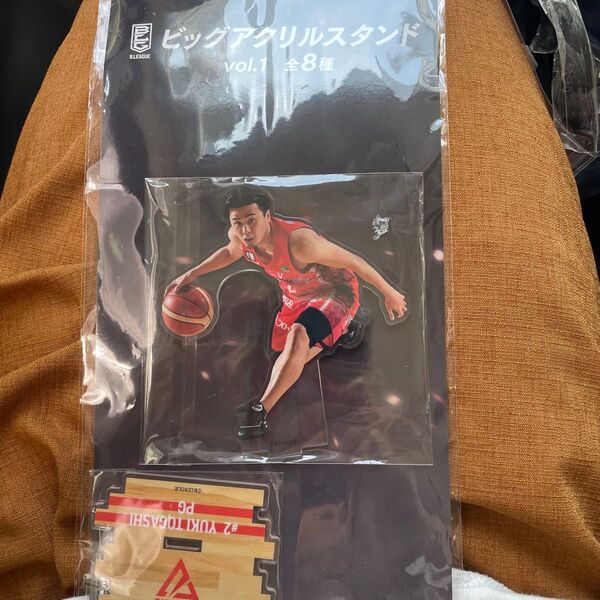 B.LEAGUE
ビッグアクリルスタンド
vol.1 全8種
©B.LEAGUE
#2 YUKI TOGASHI
PG